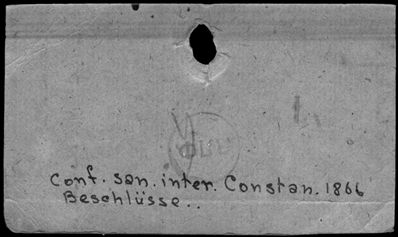 Conf. san. inter. Constan. 1866
Beschlüsse..